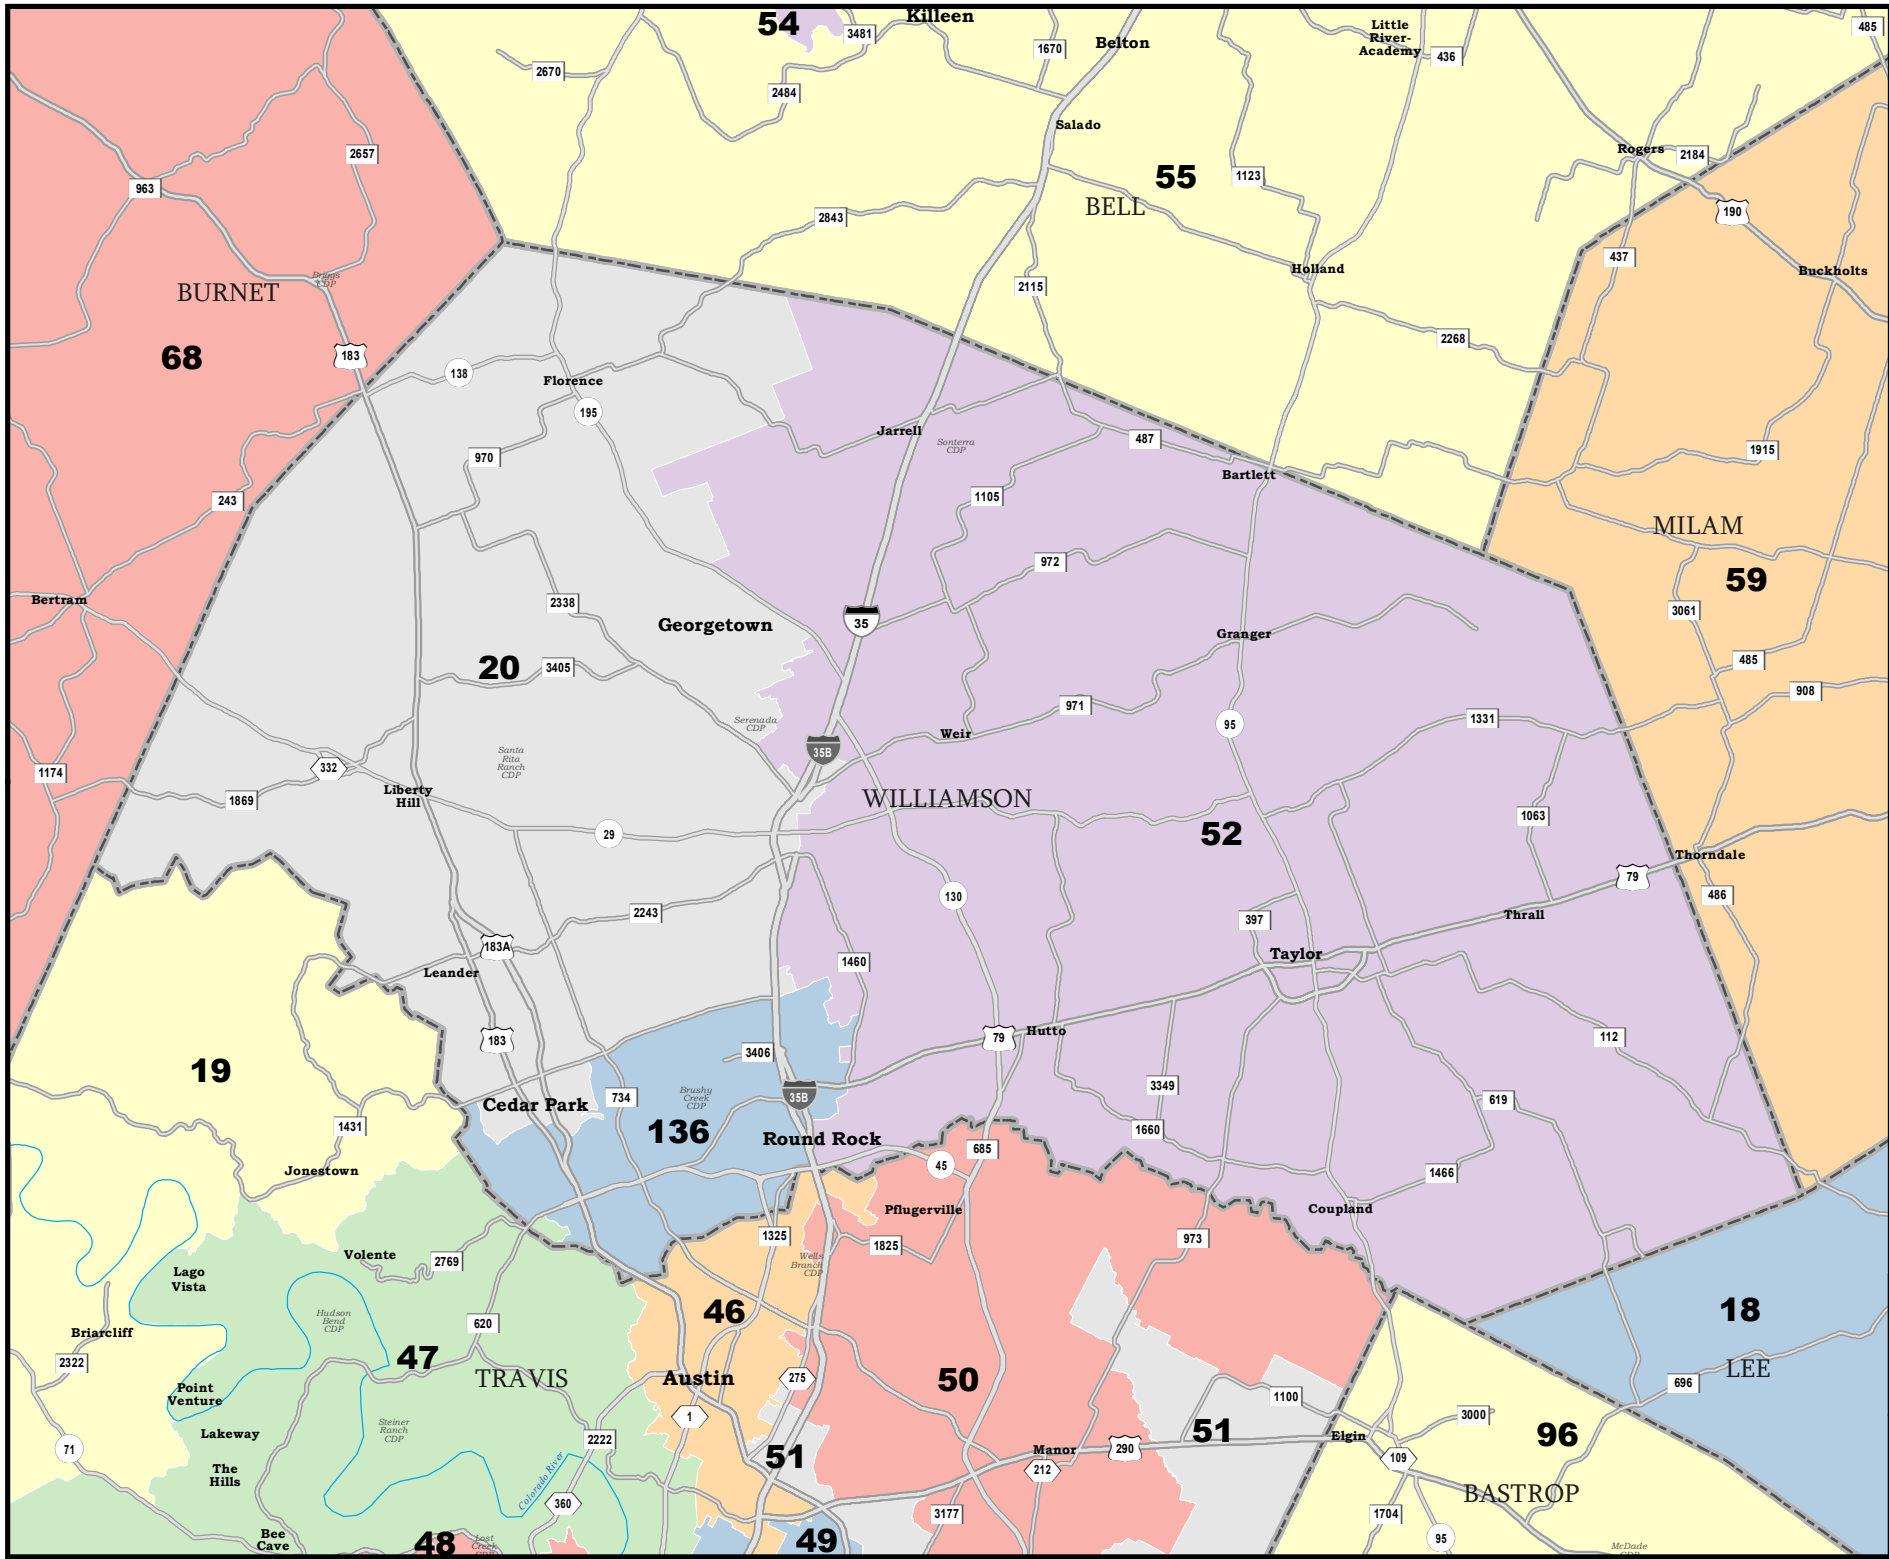 54
Killeen
3481
1670
Belton
Little
River-
Academy
436
485
2670
2484
Salado
2657
963
55
1123
BELL
Rogers
2184
190
2843
437
Buckholts
Holland
2115
BURNET
Briggs
CDP
68
183
138
Florence
195
2268
Jarrell
Sonterra
CDP
487
Bartlett
1915
970
243
1105
MILAM
59
972
3061
Bertram
2338
Georgetown
35
Granger
20
3405
485
908
971
95
1331
Serenada
CDP
Weir
35B
Santa
Rita
Ranch
CDP
332
1174
1869
Liberty
Hill
WILLIAMSON
29
52
1063
Thorndale
79
486
130
397
Thrall
2243
183A
Leander
1460
Taylor
183
3406
79
Hutto
112
19
35B
3349
619
Cedar Park
734
Brushy
Creek
CDP
136
Round Rock
1431
1660
685
45
1466
Jonestown
Pflugerville
Coupland
1325
1825
973
Volente
2769
Wells
Branch
CDP
Lago
Vista
Hudson
Bend
CDP
620
46
18
Briarcliff
2322
47
TRAVIS
Austin
275
50
LEE
696
Point
Venture
1
1100
51
3000
Steiner
Ranch
CDP
Lakeway
71
2222
51
Manor
290
Elgin
96
109
The
Hills
Colorado River
212
BASTROP
360
3177
1704
Bee
Cave
48
Lost
Creek
CDP
49
95
McDade
CDP